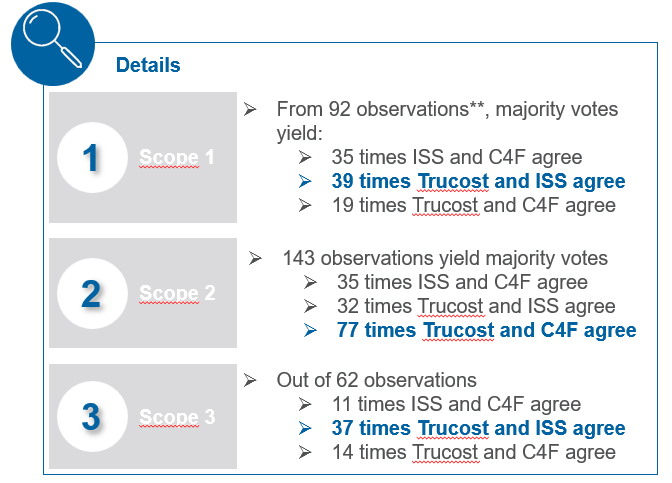 Details
1
Scope 1
➢ From 92 observations**, majority votes
yield:
➢ 35 times ISS and C4F agree
➢ 39 times Trucost and ISS agree
➢ 19 times Trucost and C4F agree
2
Scope 2
➢ 143 observations yield majority votes
➢ 35 times ISS and C4F agree
➢ 32 times Trucost and ISS agree
➢ 77 times Trucost and C4F agree
3
Scope 3
➢ Out of 62 observations
➢ 11 times ISS and C4F agree
➢ 37 times Trucost and ISS agree
➢ 14 times Trucost and C4F agree